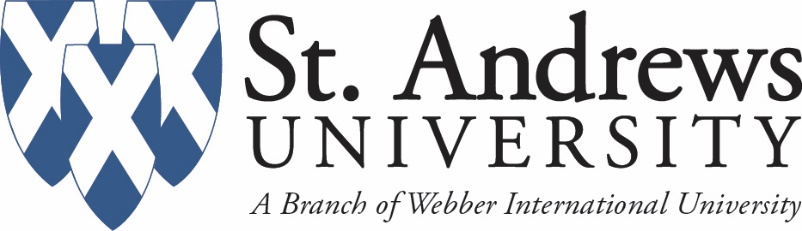 St. Andrews
UNIVERSITY
A Branch of Webber International University